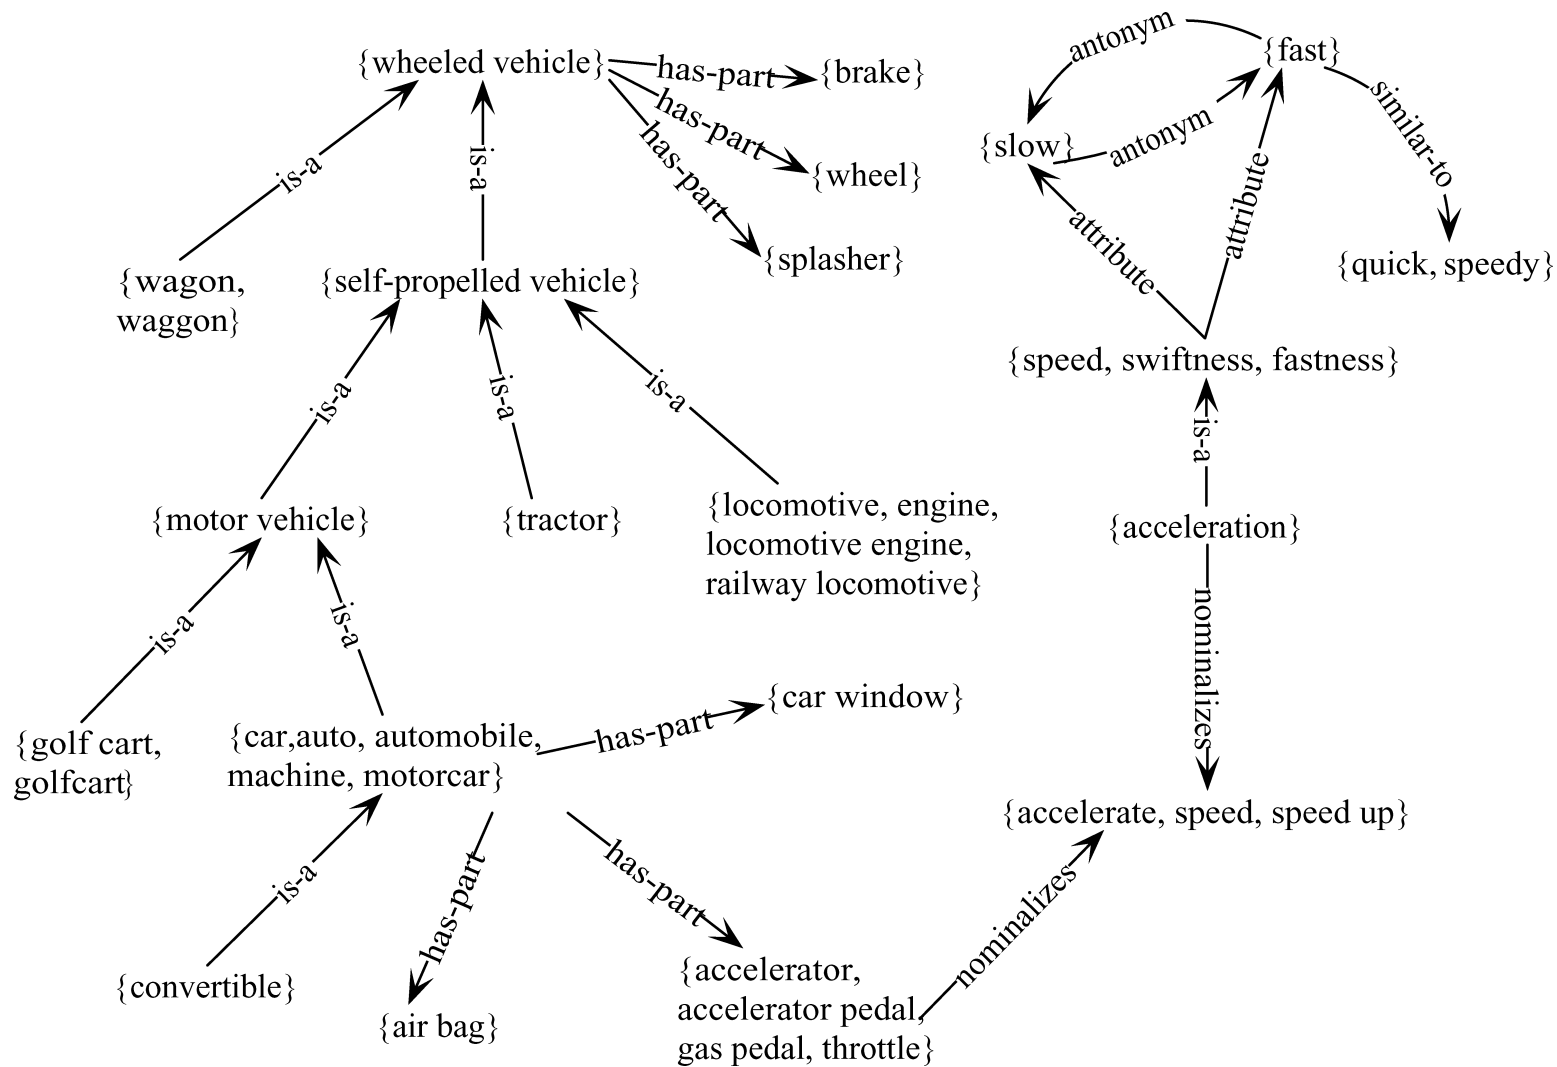 antonym
{fast}
{wheeled vehicle}
has-part
{brake}
similar-to
has-part
antonym
{slow}
is-a
is-a
has-part
{wheel}
attribute
attribute
{splasher}
{quick, speedy}
{wagon,
waggon}
{self-propelled vehicle}
{speed, swiftness, fastness}
is-a
is-a
is-a
is-a
{motor vehicle}
{tractor}
{locomotive, engine,
locomotive engine,
railway locomotive}
{acceleration}
is-a
is-a
nominalizes
{car window}
has-part
{golf cart,
golfcart}
{car,auto, automobile,
machine, motorcar}
{accelerate, speed, speed up}
is-a
has-part
has-part
nominalizes
{convertible}
{air bag}
{accelerator,
accelerator pedal,
gas pedal, throttle}